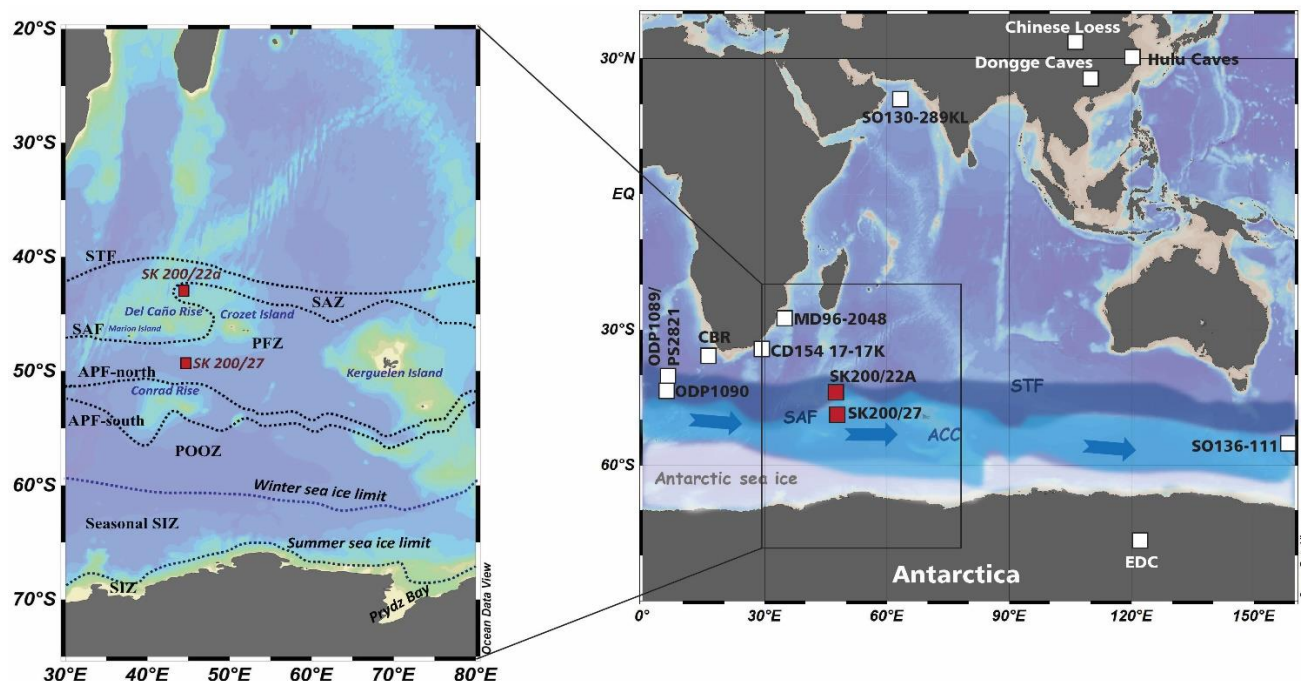 20°S
30°S
40°S
STF
SK 200/22a
SAZ
Del Caño Rise
Crozet Island
SAF
Marion Island
PFZ
SK 200/27
APF-north
Kerguelen Island
50°S
Conrad Rise
APF-south
POOZ
60°S
Winter sea ice limit
Seasonal SIZ
Summer sea ice limit
SIZ
70°S
Prydz Bay
Ocean Data View
30°E
40°E
50°E
60°E
70°E
80°E
Chinese Loess
30°N
Hulu Caves
Dongge Caves
SO130-289KL
EQ
30°S
MD96-2048
ODP1089/
PS2821
CBR
CD154 17-17K
SK200/22A
STF
ODP1090
SAF
SK200/27
ACC
SO136-111
60°S
Antarctic sea ice
EDC
Antarctica
0°
30°E
60°E
90°E
120°E
150°E